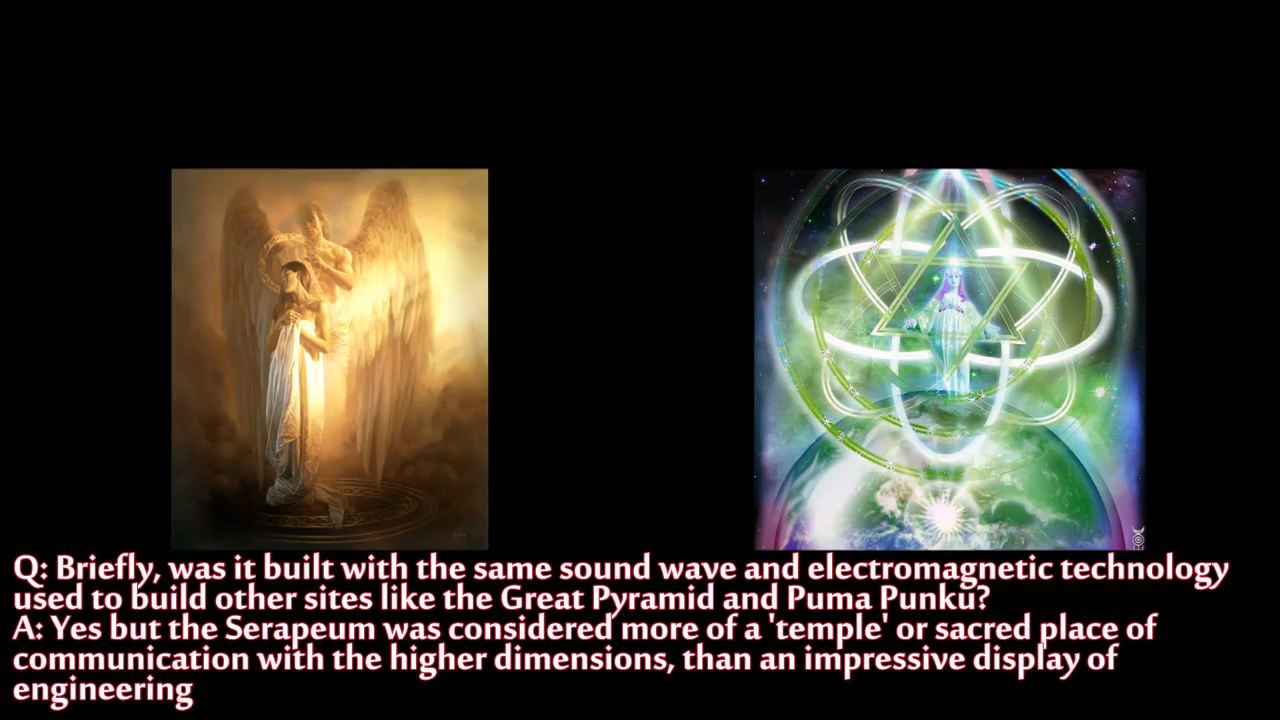 Q: Briefly, was it built with the same sound wave and electromagnetic technology
used to build other sites like the Great Pyramid and Puma Punku?
A: Yes but the Serapeum was considered more of a 'temple' or sacred place of
communication with the higher dimensions, than an impressive display of
engineering